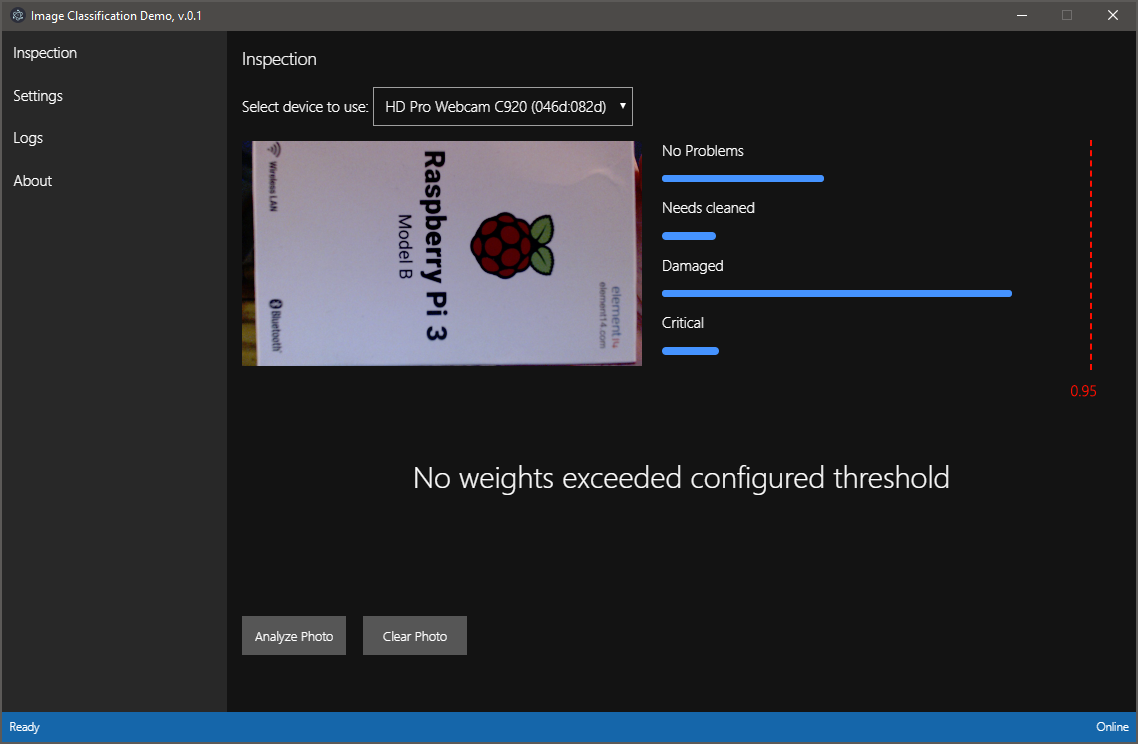 Image Classification Demo, v.0.1
Inspection
Settings
Logs
About
Inspection
Select device to use: HD Pro Webcam C920 (046d:082d)
Wireless LAN
Raspberry Pi 3
Model B
Bluetooth
element14
element14.com
No Problems
Needs cleaned
Damaged
Critical
0.95
No weights exceeded configured threshold
Analyze Photo
Clear Photo
Ready
Online